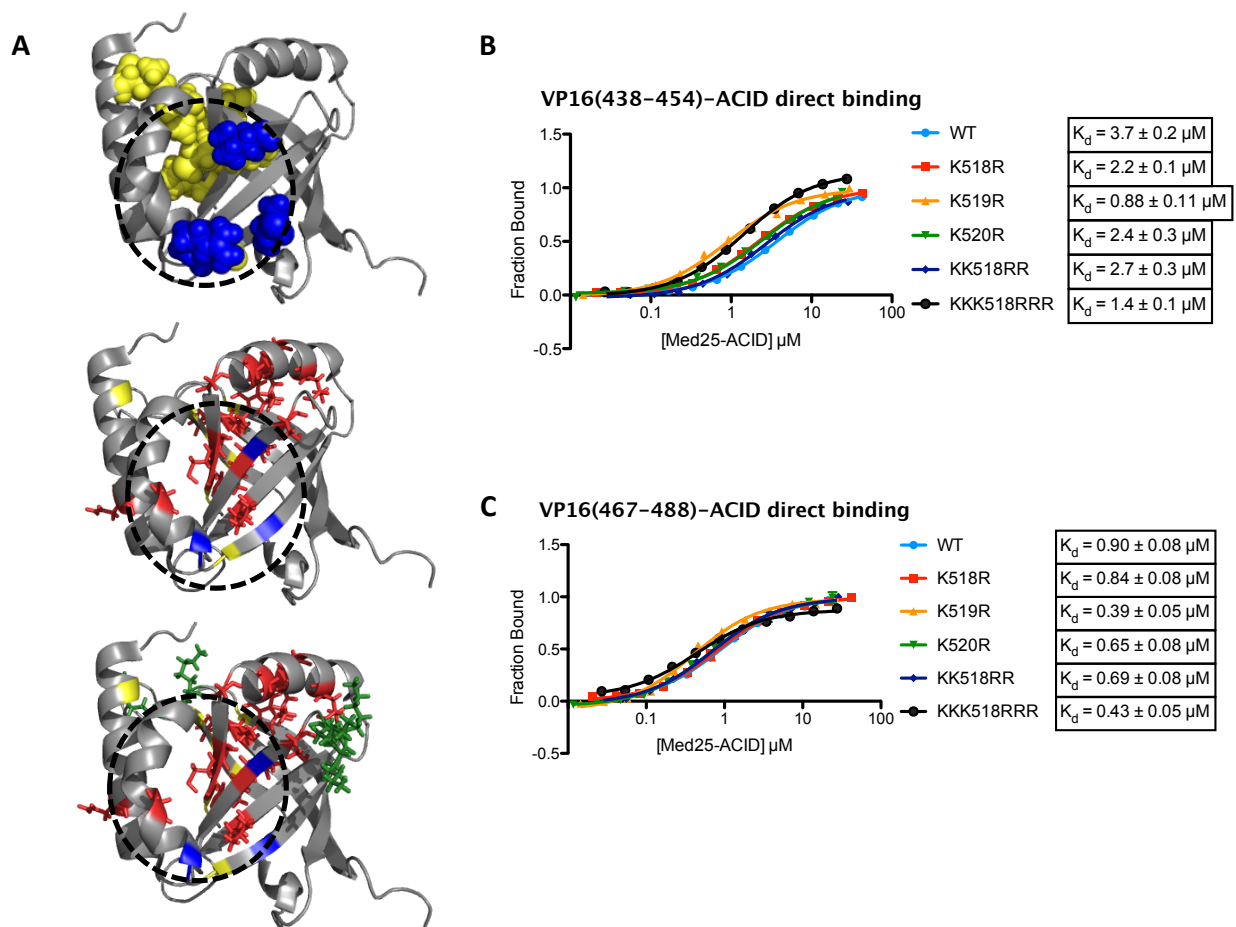 A
B
VP16(438-454)-ACID direct binding
1.5
1.0
0.5
0.0
-0.5
Fraction Bound
0.1
1
10
100
[Med25-ACID] µM
WT
K518R
K519R
K520R
KK518RR
KKK518RRR
Kd = 3.7 ± 0.2 µM
Kd = 2.2 ± 0.1 µM
Kd = 0.88 ± 0.11 µM
Kd = 2.4 ± 0.3 µM
Kd = 2.7 ± 0.3 µM
Kd = 1.4 ± 0.1 µM
C
VP16(467-488)-ACID direct binding
1.5
1.0
0.5
0.0
-0.5
Fraction Bound
0.1
1
10
100
[Med25-ACID] µM
WT
K518R
K519R
K520R
KK518RR
KKK518RRR
Kd = 0.90 ± 0.08 µM
Kd = 0.84 ± 0.08 µM
Kd = 0.39 ± 0.05 µM
Kd = 0.65 ± 0.08 µM
Kd = 0.69 ± 0.08 µM
Kd = 0.43 ± 0.05 µM